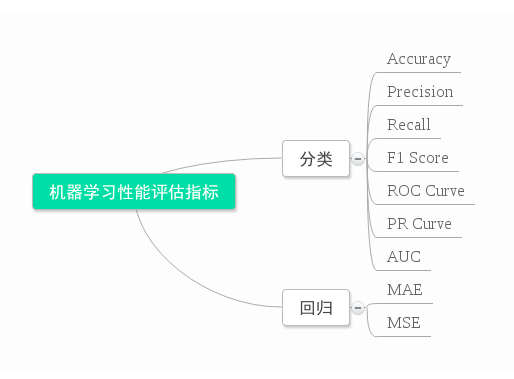 机器学习性能评估指标
分类
Accuracy
Precision
Recall
F1 Score
ROC Curve
PR Curve
AUC
回归
MAE
MSE